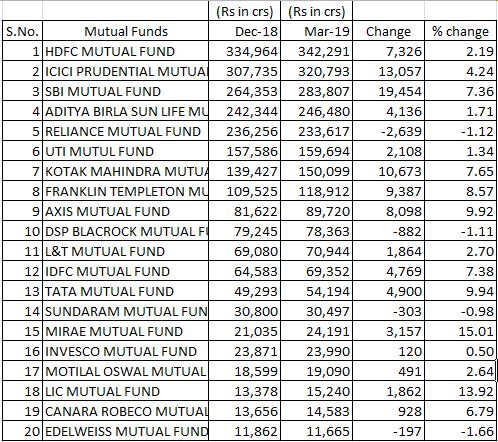 (Rs in crs) (Rs in crs)
S.No. Mutual Funds Dec-18 Mar-19 Change % change
1 HDFC MUTUAL FUND 334,964 342,291 7,326 2.19
2 ICICI PRUDENTIAL MUTUAL 307,735 320,793 13,057 4.24
3 SBI MUTUAL FUND 264,353 283,807 19,454 7.36
4 ADITYA BIRLA SUN LIFE MU 242,344 246,480 4,136 1.71
5 RELIANCE MUTUAL FUND 236,256 233,617 -2,639 -1.12
6 UTI MUTUL FUND 157,586 159,694 2,108 1.34
7 KOTAK MAHINDRA MUTUA 139,427 150,099 10,673 7.65
8 FRANKLIN TEMPLETON MU 109,525 118,912 9,387 8.57
9 AXIS MUTUAL FUND 81,622 89,720 8,098 9.92
10 DSP BLACROCK MUTUAL FU 79,245 78,363 -882 -1.11
11 L&T MUTUAL FUND 69,080 70,944 1,864 2.70
12 IDFC MUTUAL FUND 64,583 69,352 4,769 7.38
13 TATA MUTUAL FUND 49,293 54,194 4,900 9.94
14 SUNDARAM MUTUAL FUN 30,800 30,497 -303 -0.98
15 MIRAE MUTUAL FUND 21,035 24,191 3,157 15.01
16 INVESCO MUTUAL FUND 23,871 23,990 120 0.50
17 MOTILAL OSWAL MUTUAL 18,599 19,090 491 2.64
18 LIC MUTUAL FUND 13,378 15,240 1,862 13.92
19 CANARA ROBECO MUTUAL 13,656 14,583 928 6.79
20 EDELWEISS MUTUAL FUND 11,862 11,665 -197 -1.66